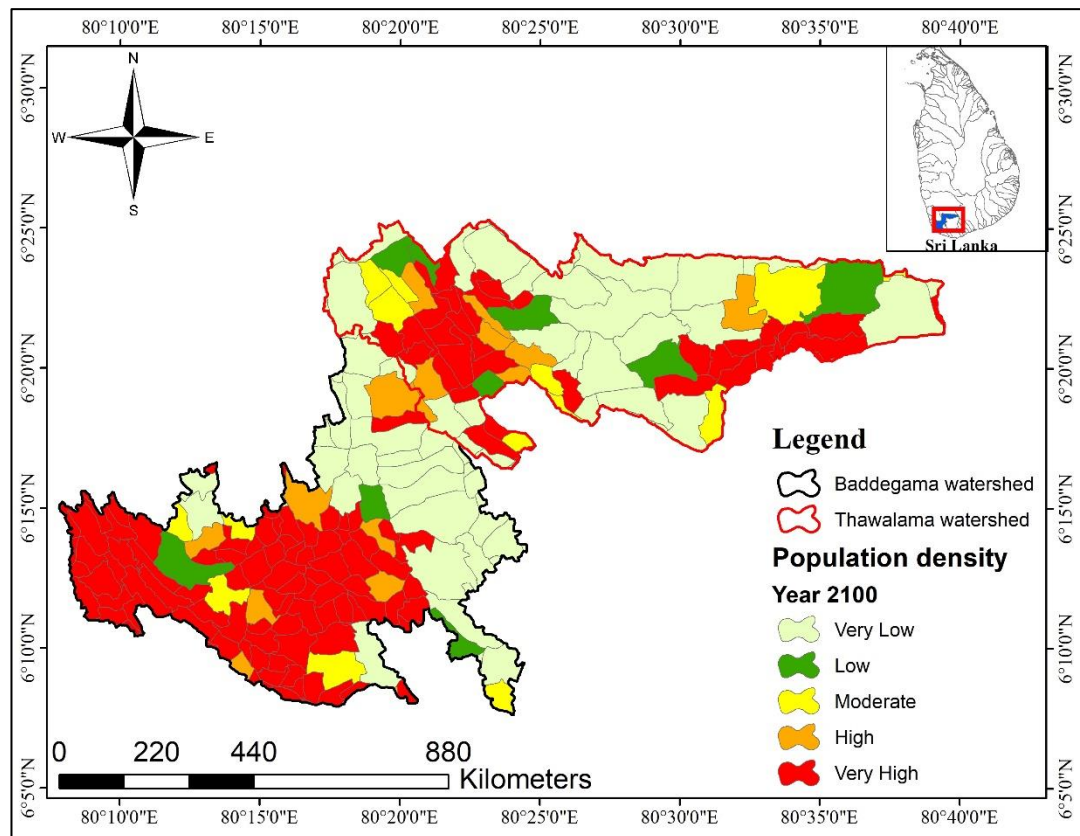 80°10'0"E 80°15'0"E 80°20'0"E 80°25'0"E 80°30'0"E 80°35'0"E 80°40'0"E
6°30'0"N 6°30'0"N
6°25'0"N 6°25'0"N
6°20'0"N 6°20'0"N
6°15'0"N 6°15'0"N
6°10'0"N 6°10'0"N
6°5'0"N 6°5'0"N
N
W E
S
Sri Lanka
Legend
Baddegama watershed
Thawalama watershed
Population density
Year 2100
Very Low
Low
Moderate
High
Very High
0 220 440 880
Kilometers
80°10'0"E 80°15'0"E 80°20'0"E 80°25'0"E 80°30'0"E 80°35'0"E 80°40'0"E